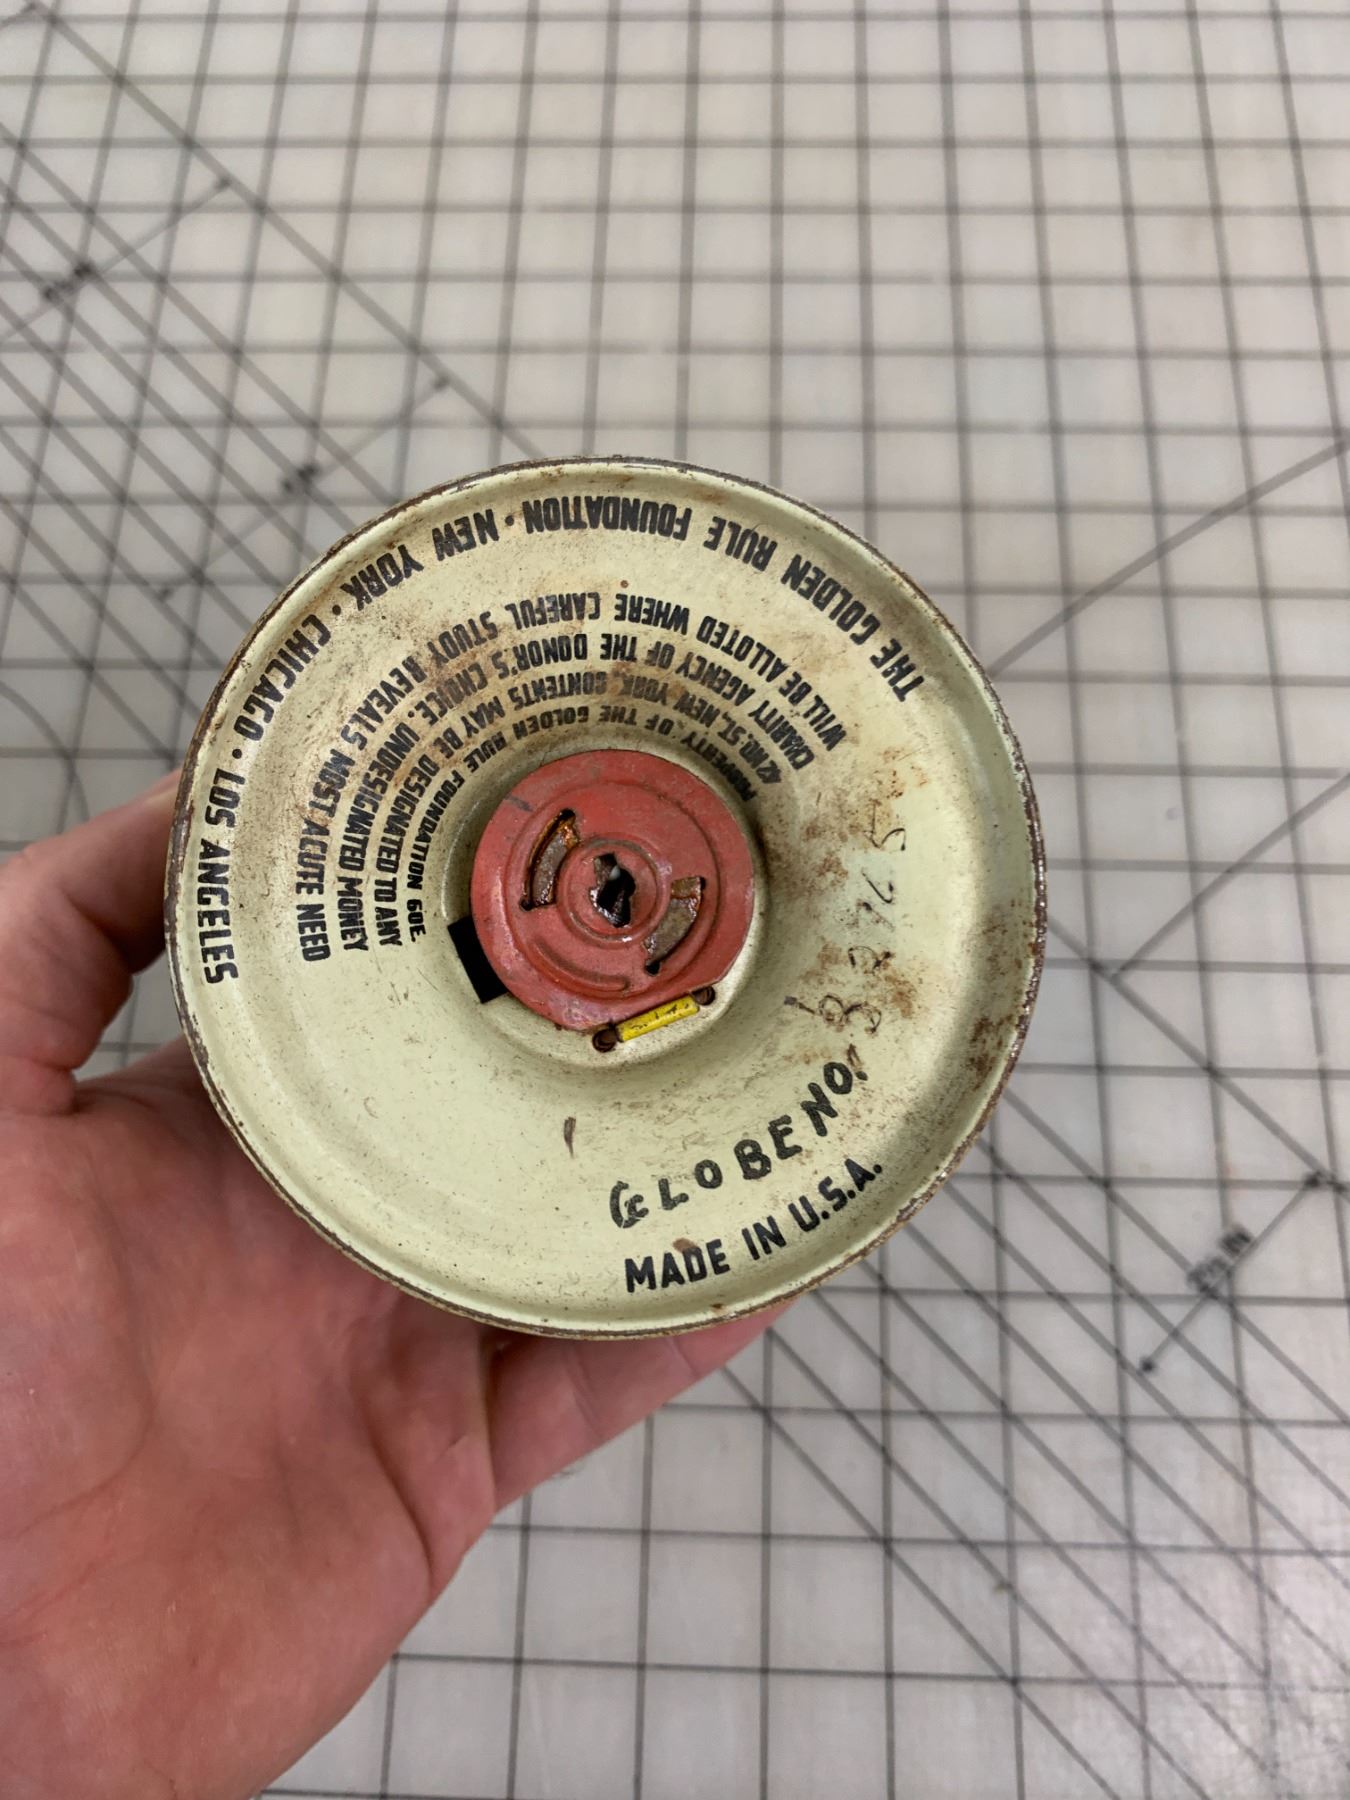 PROPERTY. OF THE GOLDEN RULE FOUNDATION 60E.
42ND. ST., NEW YORK, CONTENTS MAY BE DESIGNATED TO ANY
CHARITY AGENCY OF THE DONOR'S CHOICE. UNDESIGNATED MONEY
WILL BE ALLOTED WHERE CAREFUL STUDY REVEALS MOST ACUTE NEED
THE GOLDEN RULE FOUNDATION · NEW YORK · CHICAGO · LOS ANGELES
GLOBE NO.
MADE IN U.S.A.